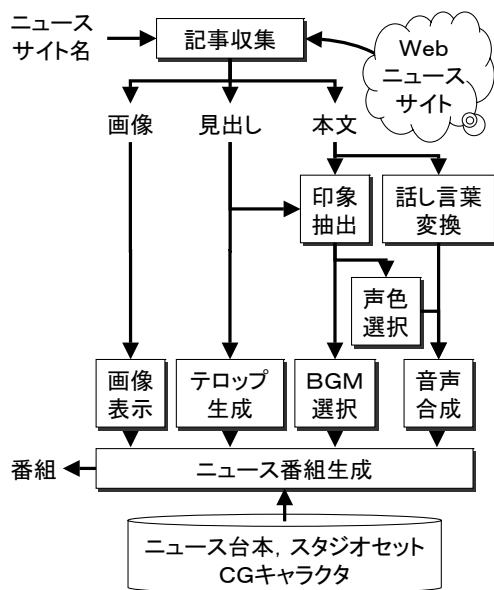 ニュース
サイト名
記事収集
Web
ニュース
サイト
画像
見出し
本文
印象
抽出
話し言葉
変換
声色
選択
画像
表示
テロップ
生成
BGM
選択
音声
合成
番組
ニュース番組生成
ニュース台本，スタジオセット
CGキャラクタ